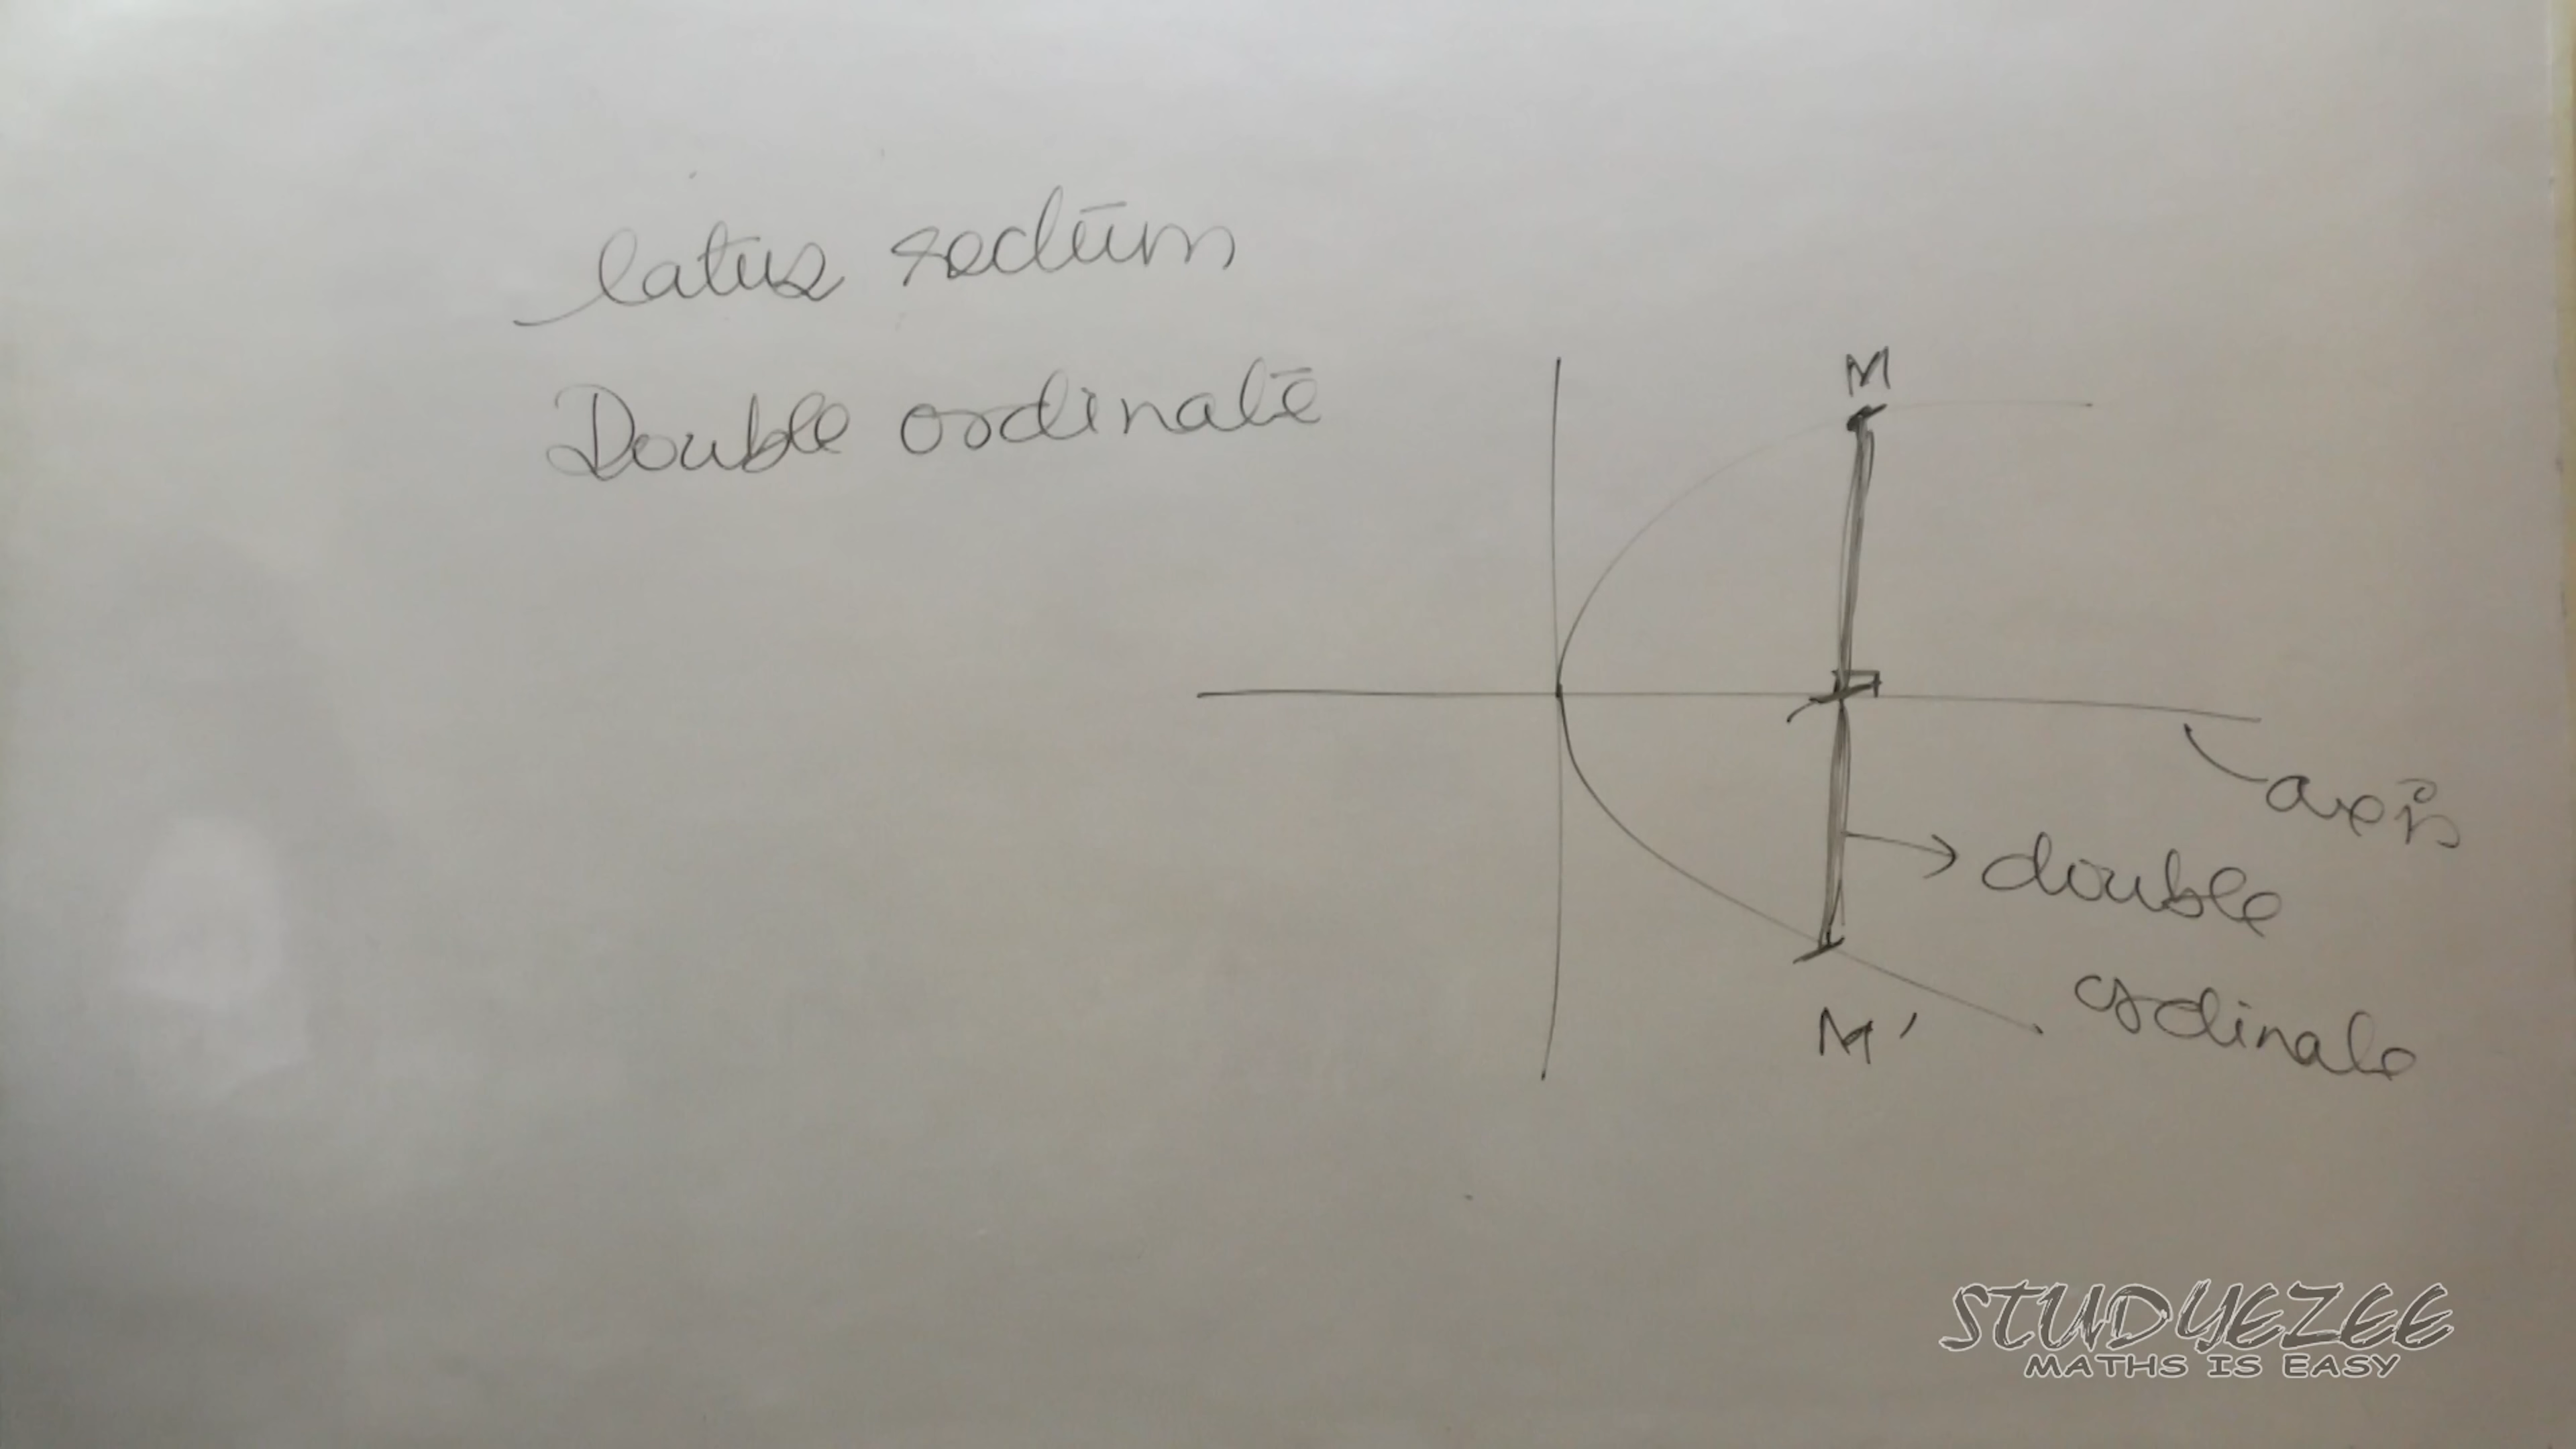 latus rectum
Double ordinate
M
axis
double
ordinate
M'
STUDYEZEE
MATHS IS EASY